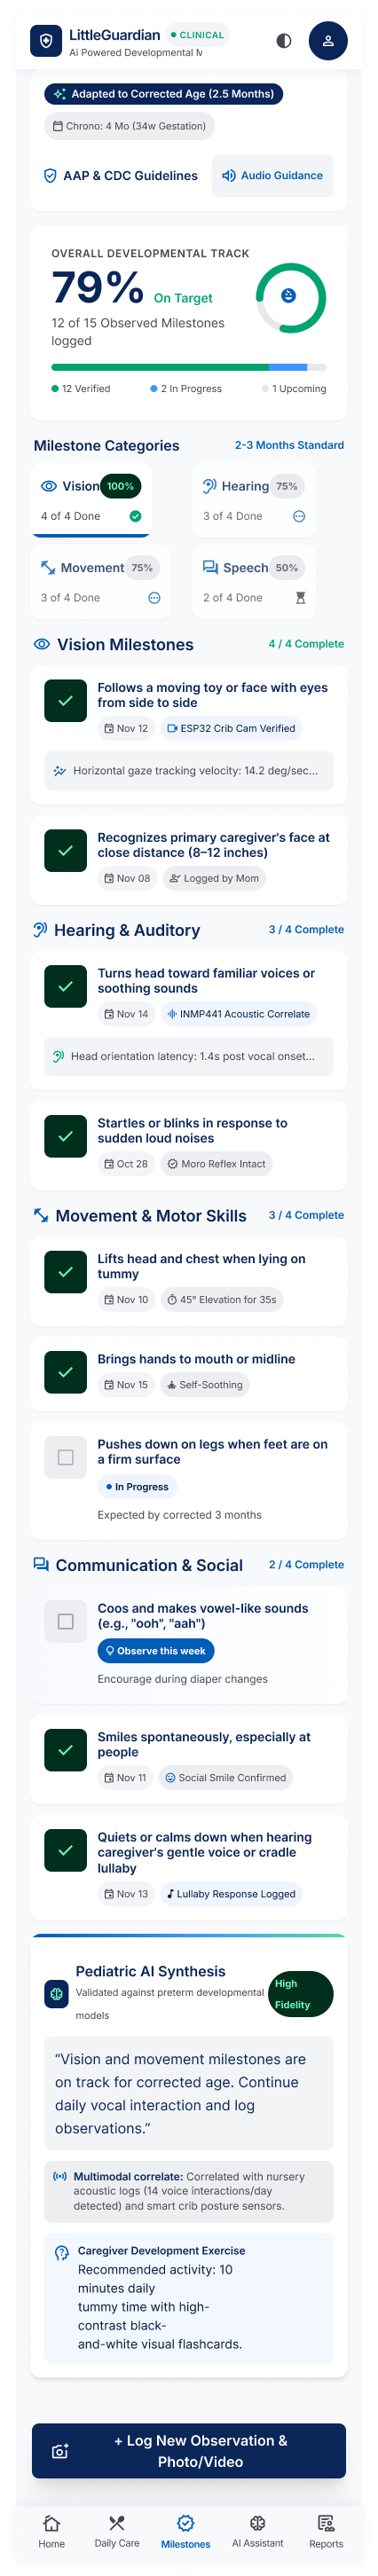 LittleGuardian
CLINICAL
Ai Powered Developmental M
Adapted to Corrected Age (2.5 Months)
Chrono: 4 Mo (34w Gestation)
AAP & CDC Guidelines
Audio Guidance
OVERALL DEVELOPMENTAL TRACK
79% On Target
12 of 15 Observed Milestones
logged
12 Verified
2 In Progress
1 Upcoming
Milestone Categories
2-3 Months Standard
Vision 100%
4 of 4 Done
Hearing 75%
3 of 4 Done
Movement 75%
3 of 4 Done
Speech 50%
2 of 4 Done
Vision Milestones
4 / 4 Complete
Follows a moving toy or face with eyes
from side to side
Nov 12
ESP32 Crib Cam Verified
Horizontal gaze tracking velocity: 14.2 deg/sec...
Recognizes primary caregiver's face at
close distance (8–12 inches)
Nov 08
Logged by Mom
Hearing & Auditory
3 / 4 Complete
Turns head toward familiar voices or
soothing sounds
Nov 14
INMP441 Acoustic Correlate
Head orientation latency: 1.4s post vocal onset...
Startles or blinks in response to
sudden loud noises
Oct 28
Moro Reflex Intact
Movement & Motor Skills
3 / 4 Complete
Lifts head and chest when lying on
tummy
Nov 10
45° Elevation for 35s
Brings hands to mouth or midline
Nov 15
Self-Soothing
Pushes down on legs when feet are on
a firm surface
In Progress
Expected by corrected 3 months
Communication & Social
2 / 4 Complete
Coos and makes vowel-like sounds
(e.g., "ooh", "aah")
Observe this week
Encourage during diaper changes
Smiles spontaneously, especially at
people
Nov 11
Social Smile Confirmed
Quiets or calms down when hearing
caregiver's gentle voice or cradle
lullaby
Nov 13
Lullaby Response Logged
Pediatric AI Synthesis
Validated against preterm developmental
models
High
Fidelity
“Vision and movement milestones are
on track for corrected age. Continue
daily vocal interaction and log
observations.”
Multimodal correlate: Correlated with nursery
acoustic logs (14 voice interactions/day
detected) and smart crib posture sensors.
Caregiver Development Exercise
Recommended activity: 10
minutes daily
tummy time with high-
contrast black-
and-white visual flashcards.
+ Log New Observation &
Photo/Video
Home
Daily Care
Milestones
AI Assistant
Reports